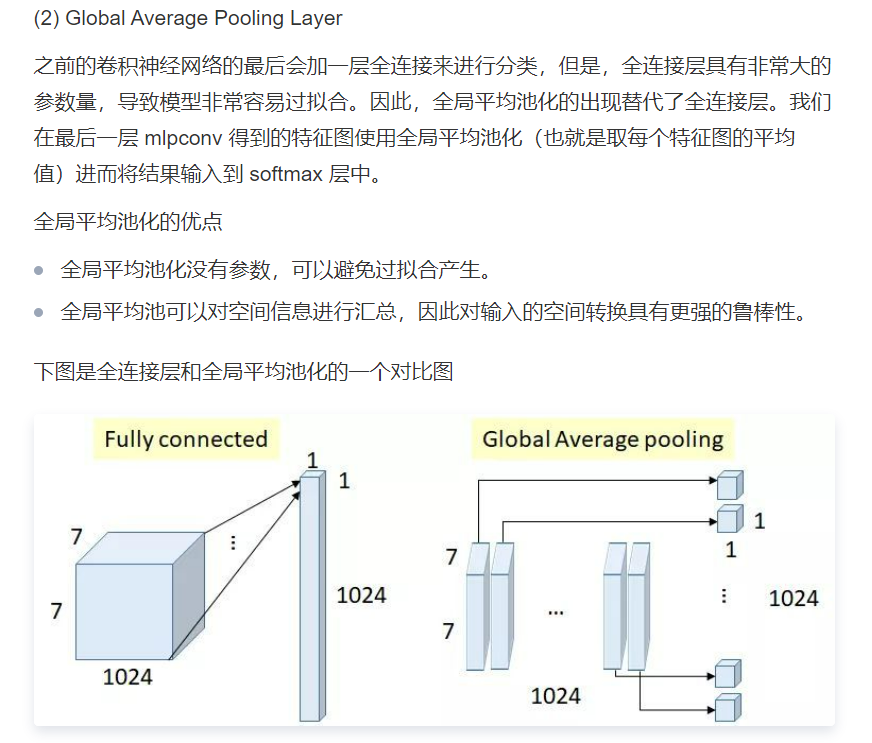 (2) Global Average Pooling Layer
之前的卷积神经网络的最后会加一层全连接来进行分类，但是，全连接层具有非常大的
参数量，导致模型非常容易过拟合。因此，全局平均池化的出现替代了全连接层。我们
在最后一层 mlpconv 得到的特征图使用全局平均池化（也就是取每个特征图的平均
值）进而将结果输入到 softmax 层中。
全局平均池化的优点
全局平均池化没有参数，可以避免过拟合产生。
全局平均池可以对空间信息进行汇总，因此对输入的空间转换具有更强的鲁棒性。
下图是全连接层和全局平均池化的一个对比图
Fully connected
1
1
7
⋮
7
1024
1024
Global Average pooling
7
7
...
1024
1
1
⋮
1024